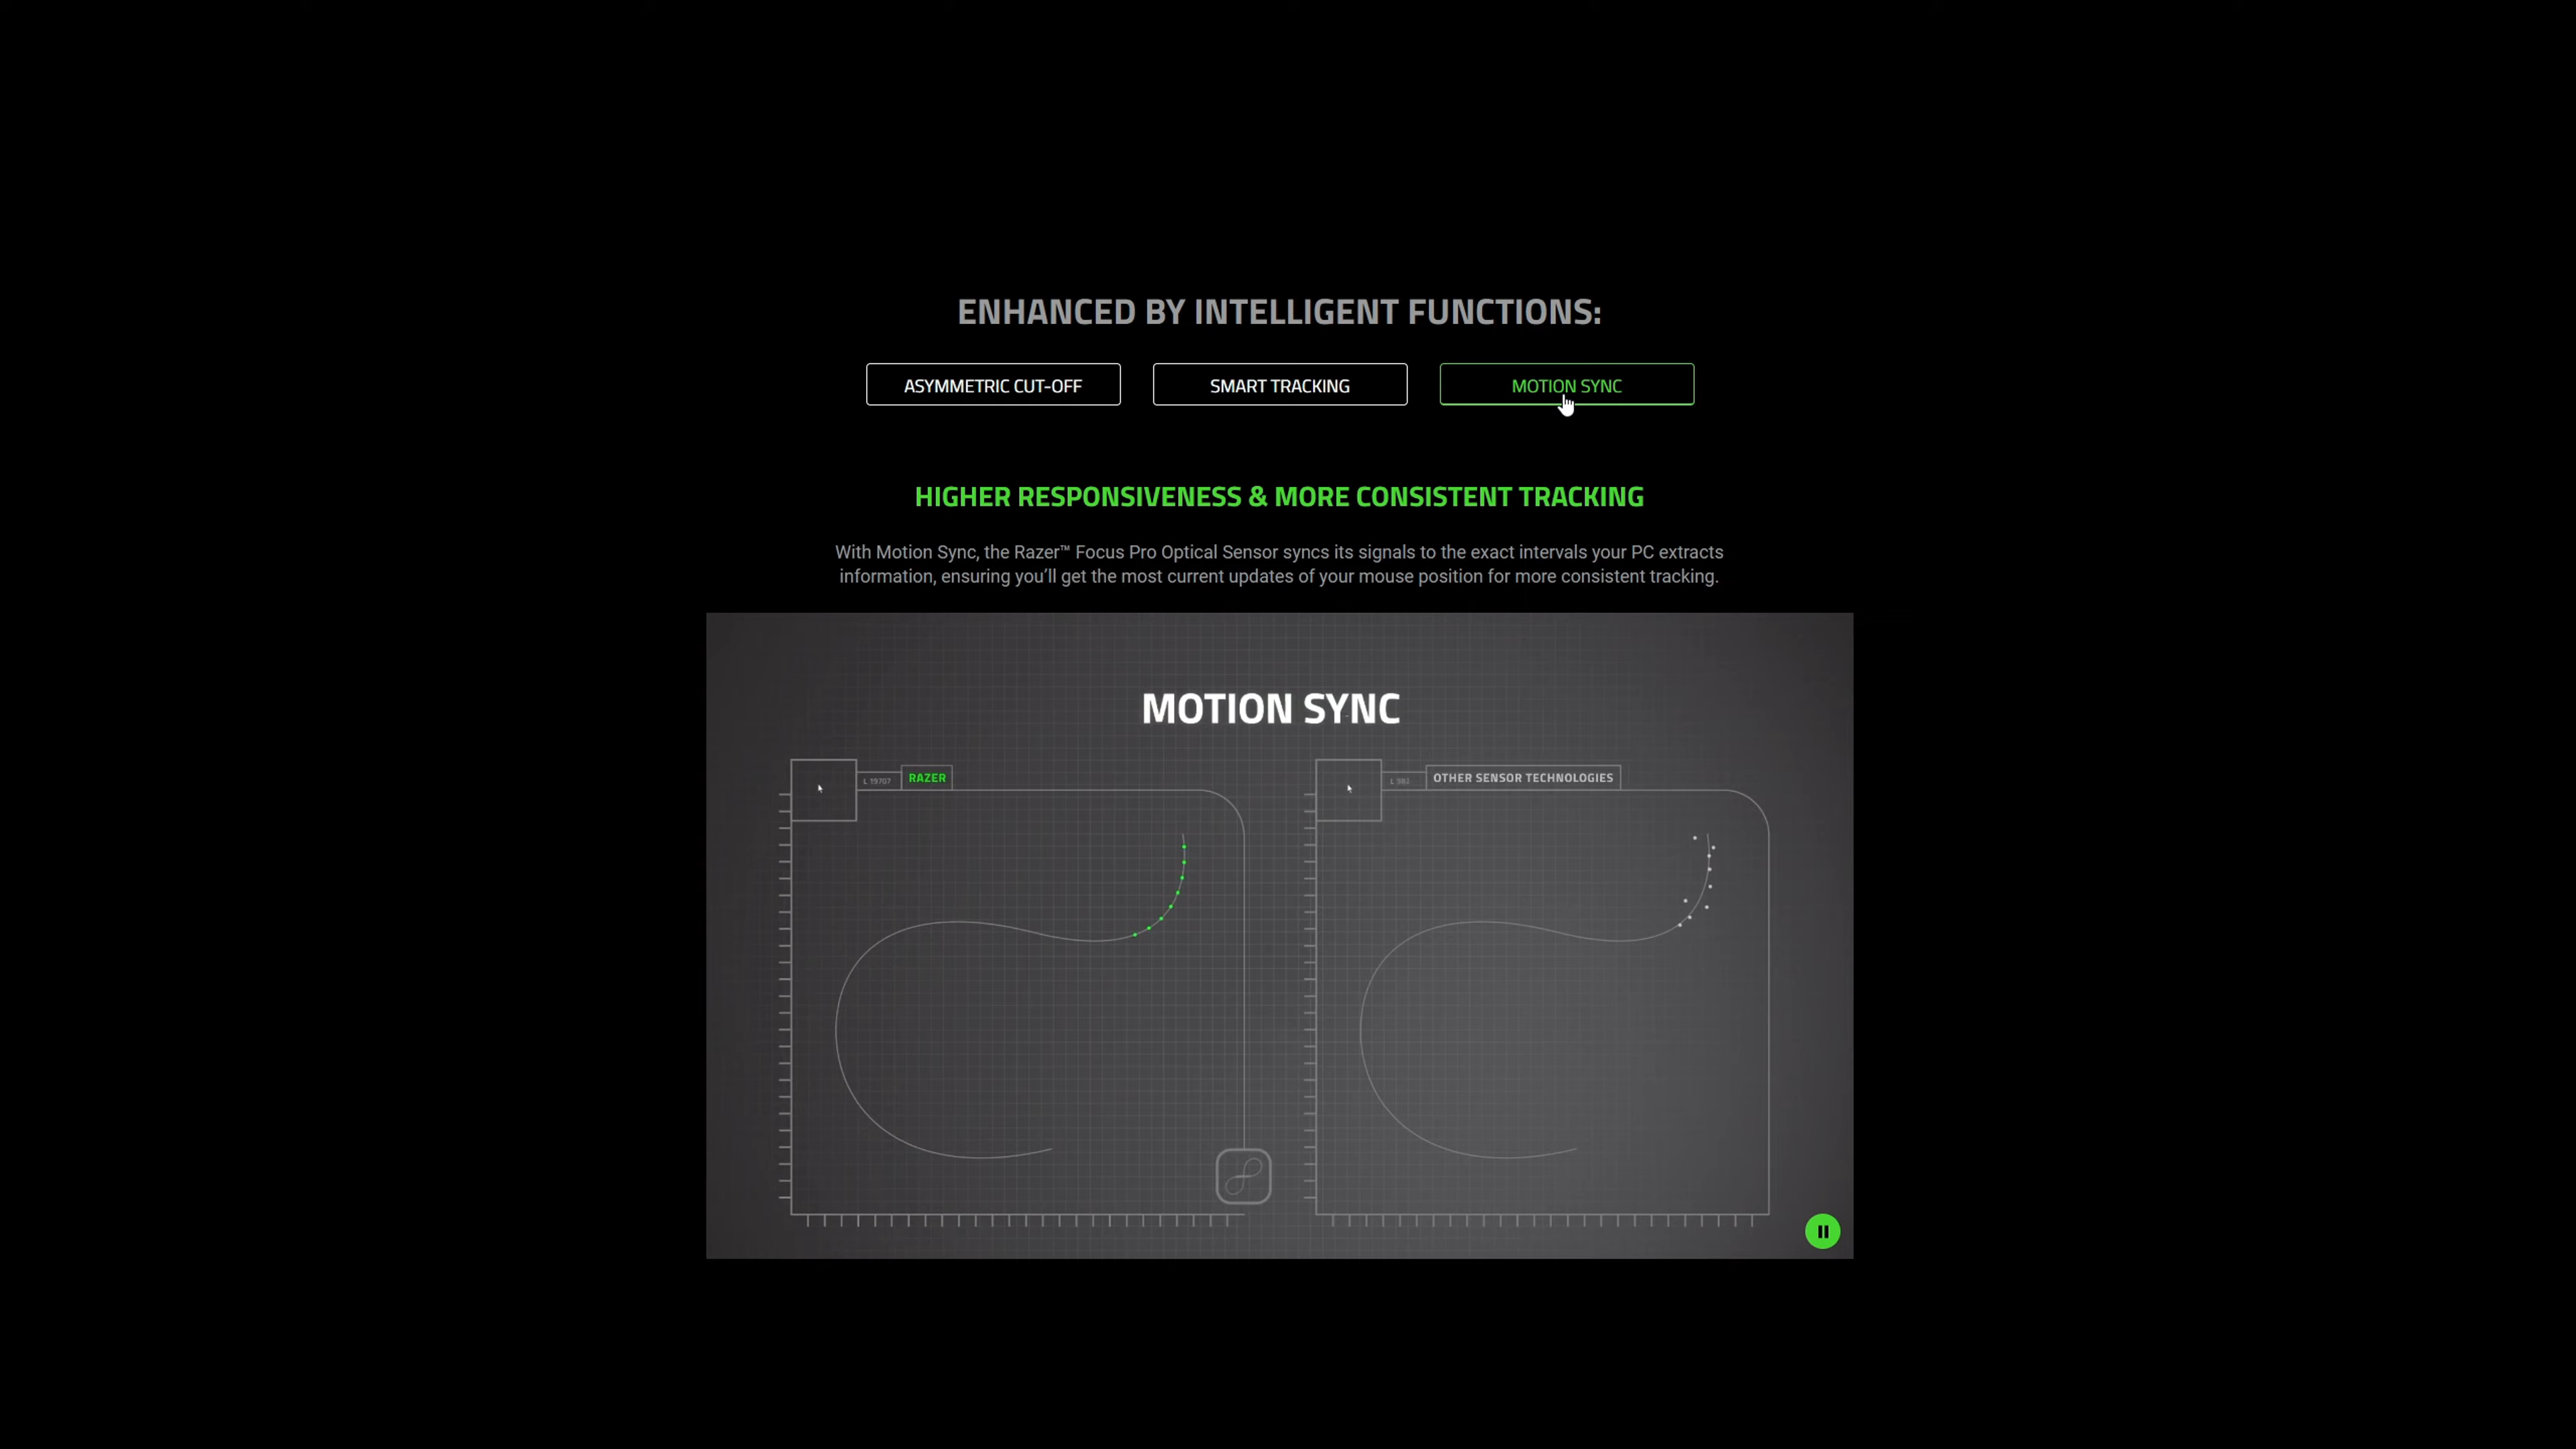 ENHANCED BY INTELLIGENT FUNCTIONS:
ASYMMETRIC CUT-OFF
SMART TRACKING
MOTION SYNC
HIGHER RESPONSIVENESS & MORE CONSISTENT TRACKING
With Motion Sync, the Razer™ Focus Pro Optical Sensor syncs its signals to the exact intervals your PC extracts
information, ensuring you’ll get the most current updates of your mouse position for more consistent tracking.
MOTION SYNC
L 19707
RAZER
OTHER SENSOR TECHNOLOGIES